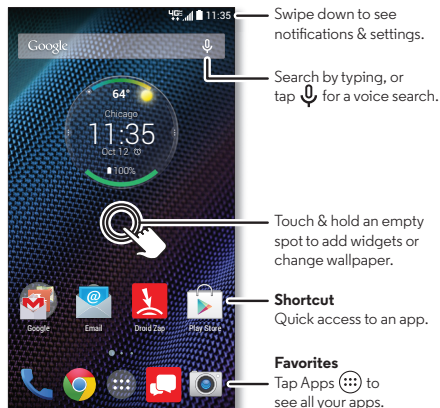 11:35
Swipe down to see
notifications & settings.
Google
Search by typing, or
tap for a voice search.
64°
Chicago
11:35
Oct 12
100%
Touch & hold an empty
spot to add widgets or
change wallpaper.
Google
Email
Droid Zap
Play Store
Shortcut
Quick access to an app.
Favorites
Tap Apps to
see all your apps.